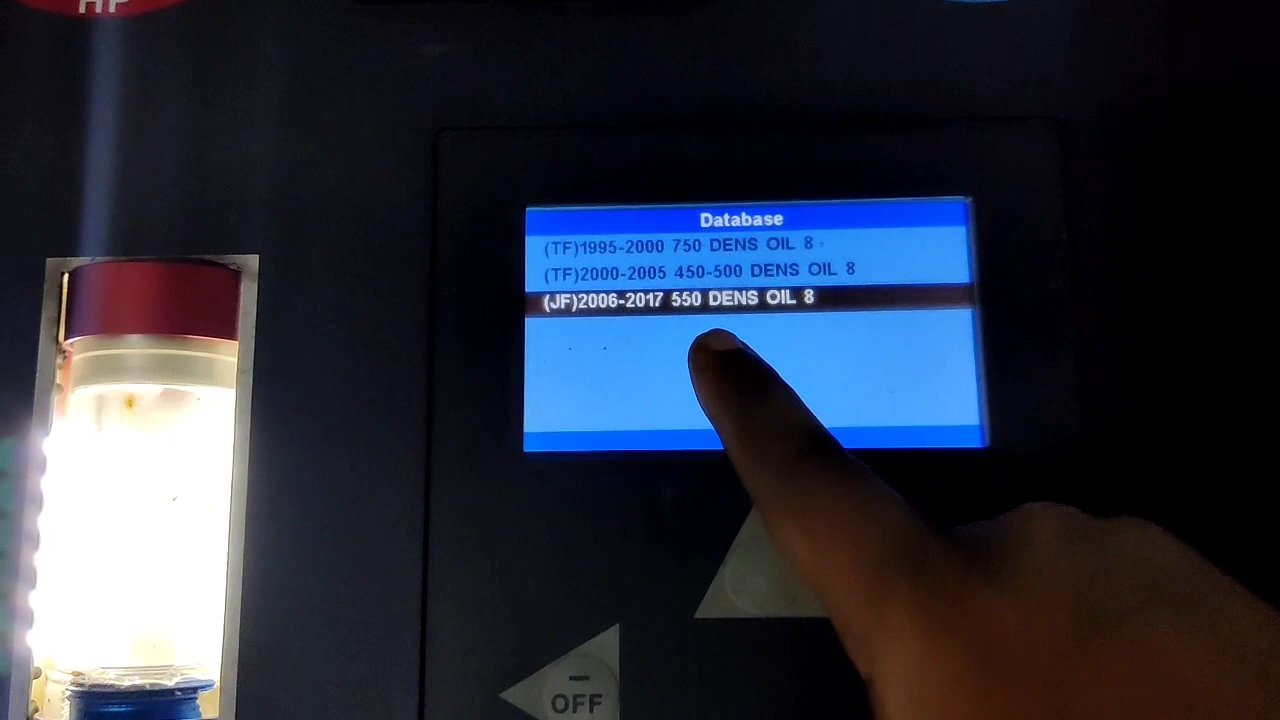 HP
Database
(TF)1995-2000 750 DENS OIL 8
(TF)2000-2005 450-500 DENS OIL 8
(JF)2006-2017 550 DENS OIL 8
−
OFF